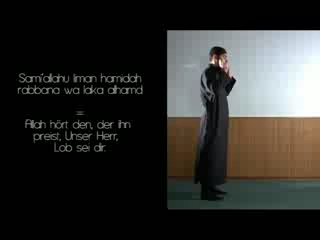 Sami'allahu liman hamidah
rabbana wa laka alhamd
=
Allah hört den, der ihn
preist, Unser Herr,
Lob sei dir.